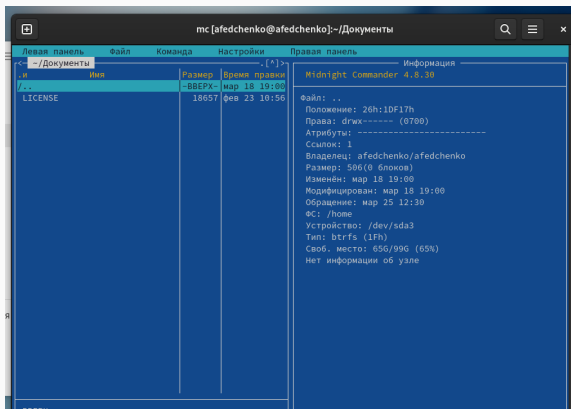 mc [afedchenko@afedchenko]:~/Документы
Левая панель Файл Команда Настройки Правая панель
<- ~/Документы .[^]>
.и Имя Размер Время правки
/.. -ВВЕРХ- мар 18 19:00
LICENSE 18657 фев 23 10:56
Информация
Midnight Commander 4.8.30
Файл: ..
Положение: 26h:1DF17h
Права: drwx------ (0700)
Атрибуты: ------------------------
Ссылок: 1
Владелец: afedchenko/afedchenko
Размер: 506(0 блоков)
Изменён: мар 18 19:00
Модифицирован: мар 18 19:00
Обращение: мар 25 12:30
ФС: /home
Устройство: /dev/sda3
Тип: btrfs (1Fh)
Своб. место: 65G/99G (65%)
Нет информации об узле
я